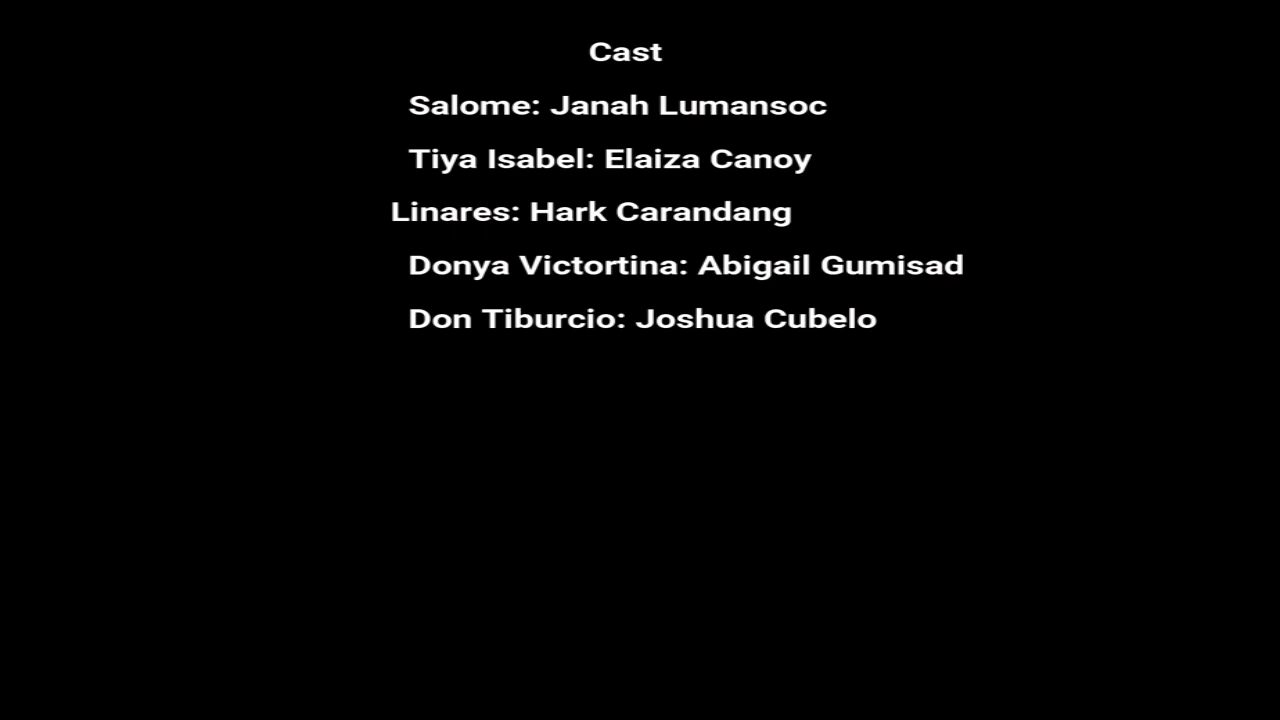 Cast
Salome: Janah Lumansoc
Tiya Isabel: Elaiza Canoy
Linares: Hark Carandang
Donya Victortina: Abigail Gumisad
Don Tiburcio: Joshua Cubelo